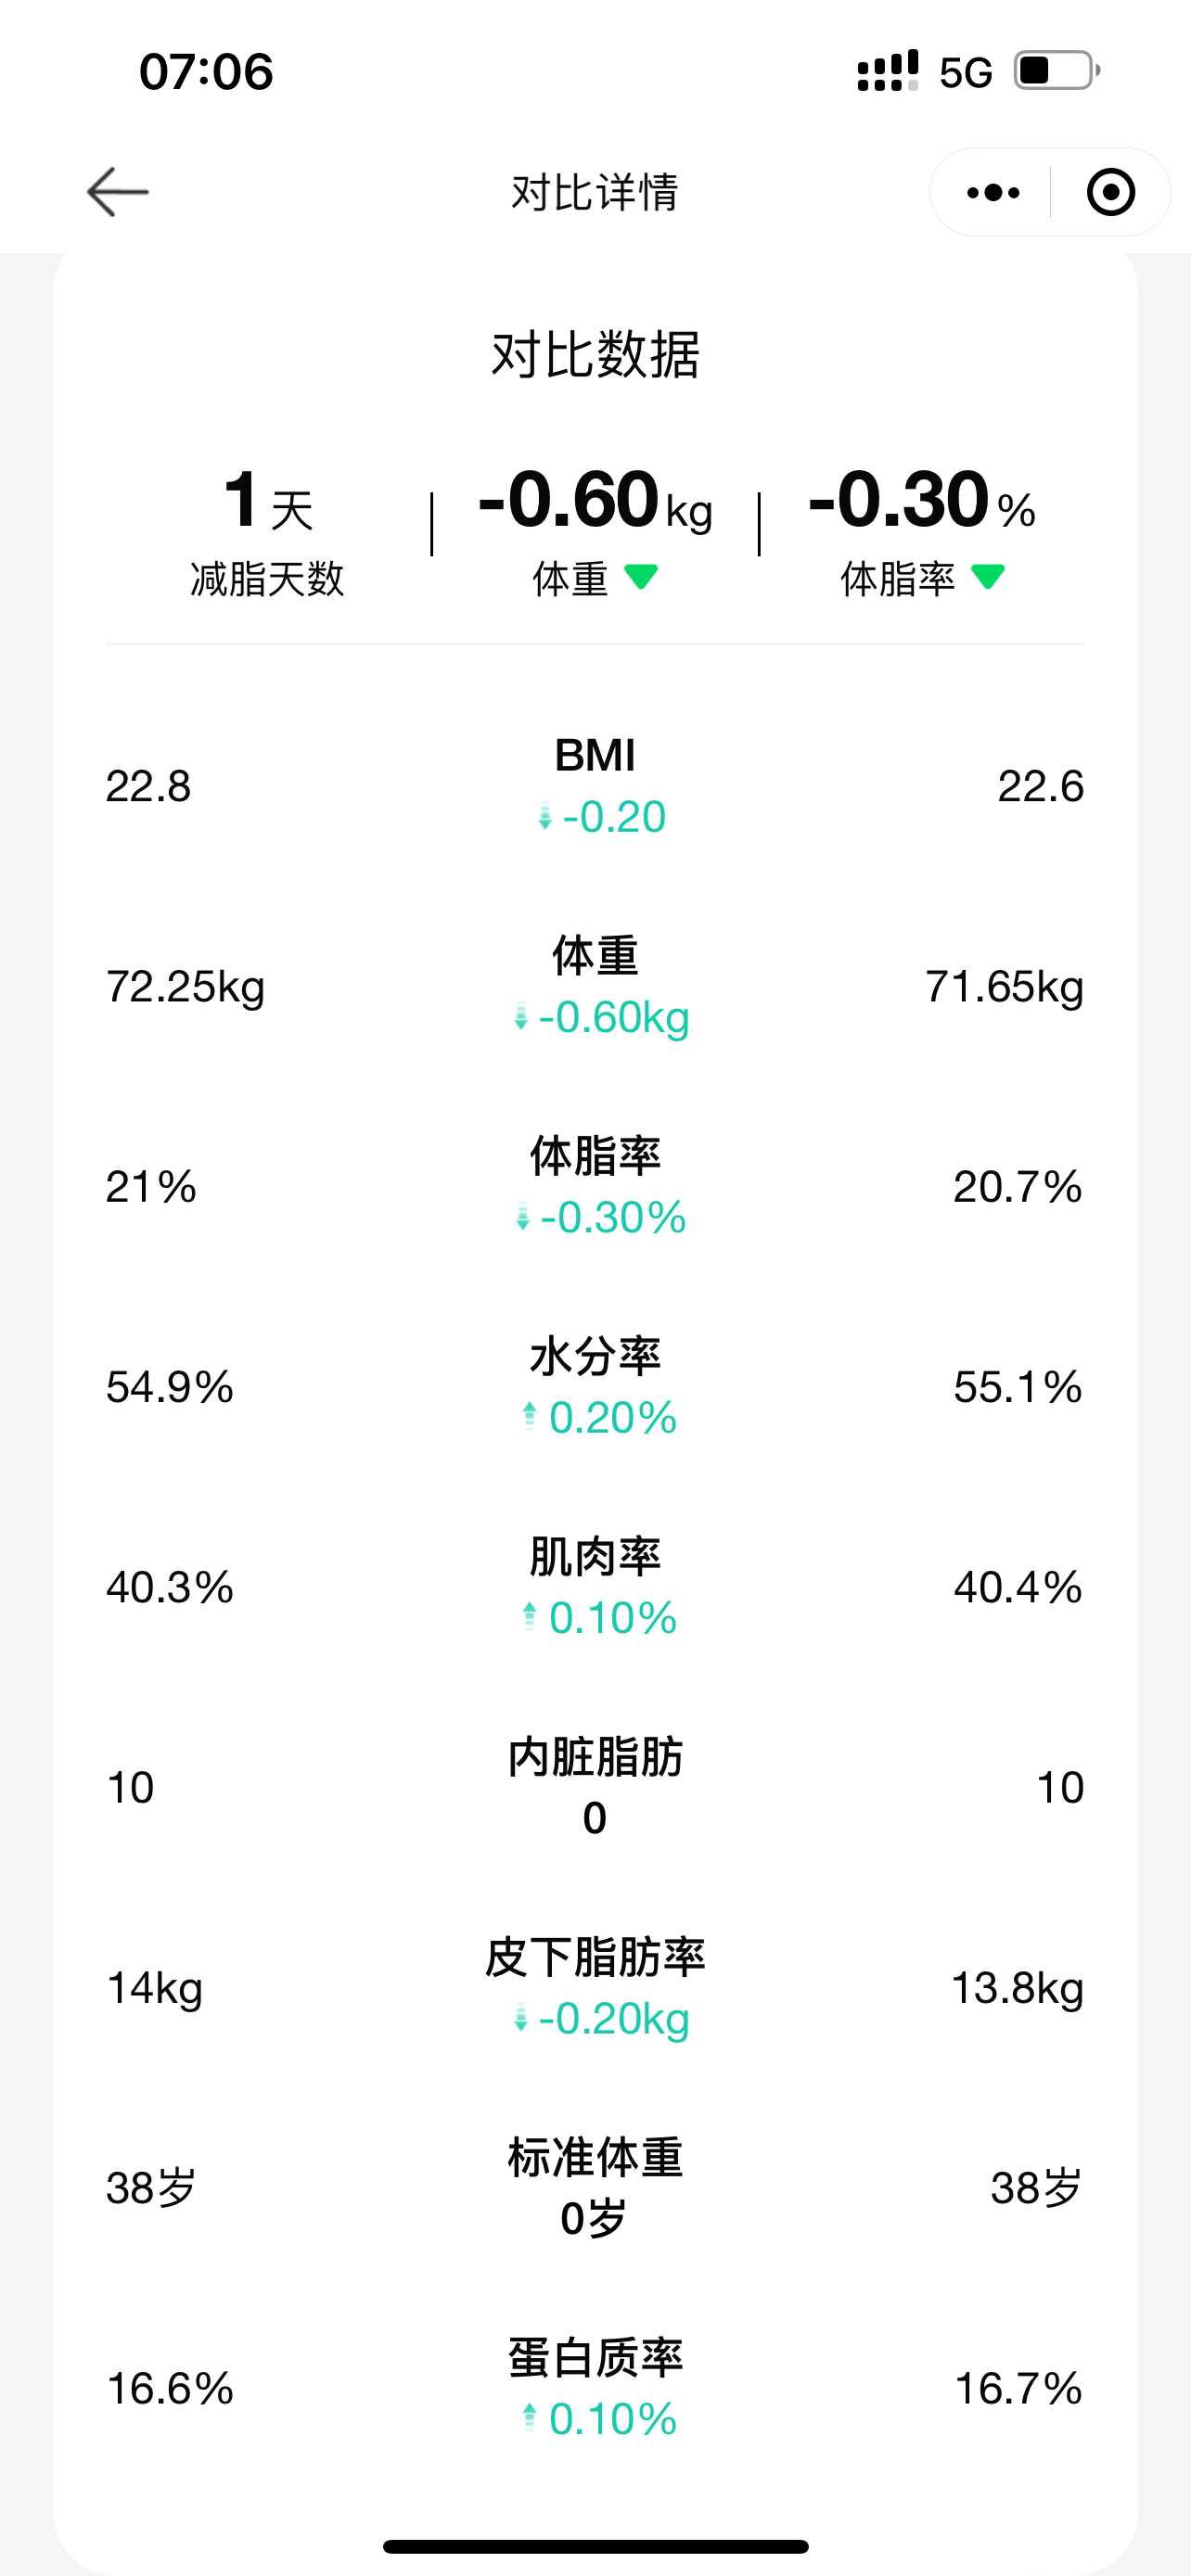 07:06 5G
对比详情
对比数据
1天 -0.60kg -0.30%
减脂天数 体重 体脂率
BMI
22.8 22.6
-0.20
体重
72.25kg 71.65kg
-0.60kg
体脂率
21% 20.7%
-0.30%
水分率
54.9% 55.1%
0.20%
肌肉率
40.3% 40.4%
0.10%
内脏脂肪
10 10
0
皮下脂肪率
14kg 13.8kg
-0.20kg
标准体重
38岁 38岁
0岁
蛋白质率
16.6% 16.7%
0.10%